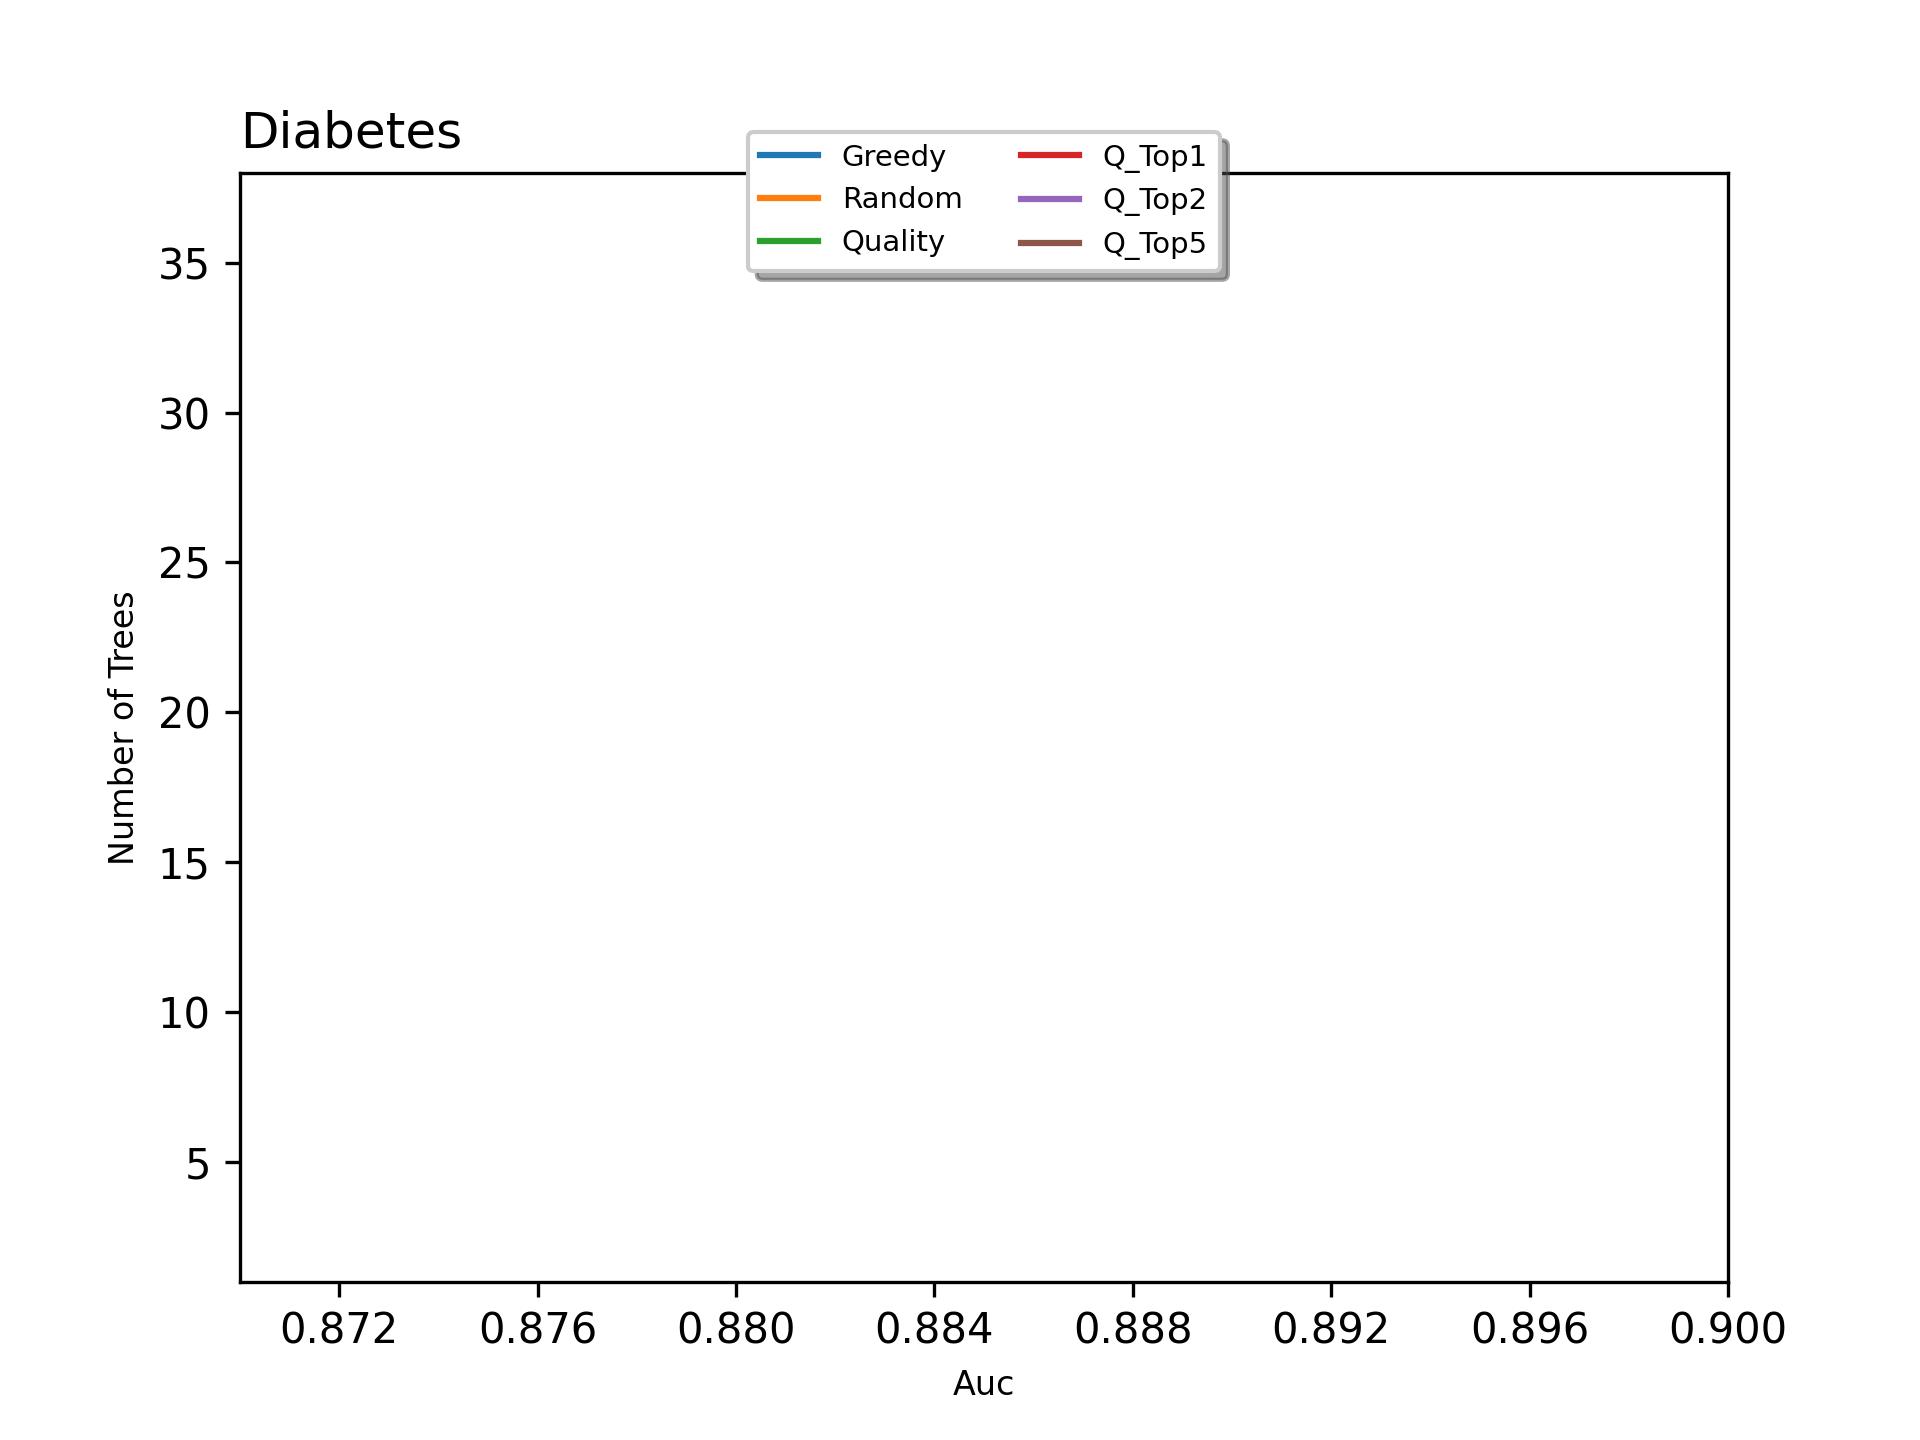 Diabetes
Greedy
Random
Quality
Q_Top1
Q_Top2
Q_Top5
35
30
25
20
15
10
5
Number of Trees
0.872 0.876 0.880 0.884 0.888 0.892 0.896 0.900
Auc